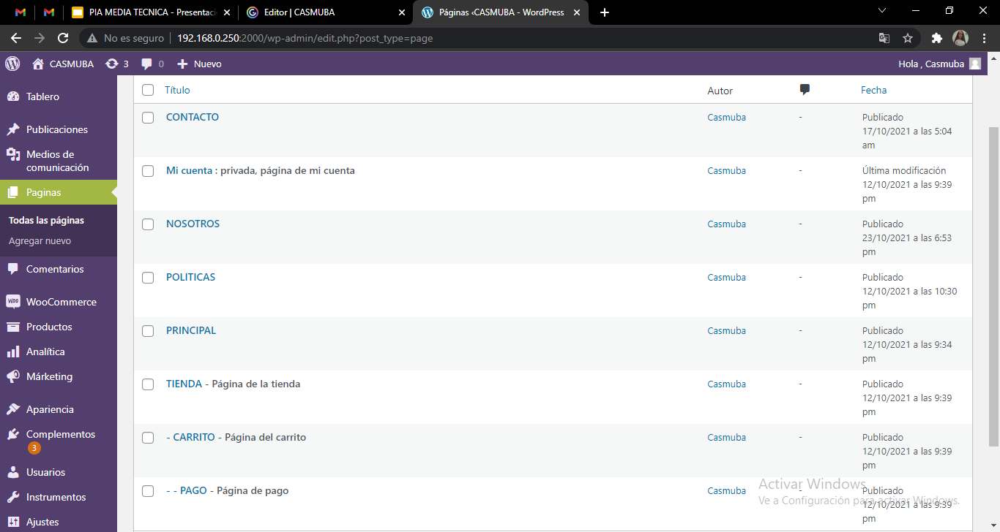 PIA MEDIA TECNICA - Presentaci
Editor | CASMUBA
Páginas ‹CASMUBA - WordPress
No es seguro
192.168.0.250:2000/wp-admin/edit.php?post_type=page
CASMUBA
3
0
Nuevo
Hola , Casmuba
Tablero
Publicaciones
Medios de
comunicación
Paginas
Todas las páginas
Agregar nuevo
Comentarios
WooCommerce
Productos
Analítica
Márketing
Apariencia
Complementos
3
Usuarios
Instrumentos
Ajustes
Título
Autor
Fecha
CONTACTO
Casmuba
-
Publicado
17/10/2021 a las 5:04
am
Mi cuenta : privada, página de mi cuenta
Casmuba
-
Última modificación
12/10/2021 a las 9:39
pm
NOSOTROS
Casmuba
-
Publicado
23/10/2021 a las 6:53
pm
POLITICAS
Casmuba
-
Publicado
12/10/2021 a las 10:30
pm
PRINCIPAL
Casmuba
-
Publicado
12/10/2021 a las 9:34
pm
TIENDA - Página de la tienda
Casmuba
-
Publicado
12/10/2021 a las 9:39
pm
- CARRITO - Página del carrito
Casmuba
-
Publicado
12/10/2021 a las 9:39
pm
- - PAGO - Página de pago
Casmuba
-
Publicado
12/10/2021 a las 9:39
pm
Activar Windows
Ve a Configuración para activar Windows.